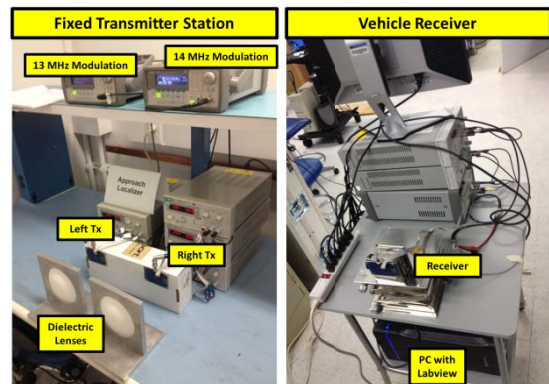 Fixed Transmitter Station
Vehicle Receiver
13 MHz Modulation
14 MHz Modulation
Approach
Localizer
Left Tx
Right Tx
Dielectric
Lenses
Receiver
PC with
Labview